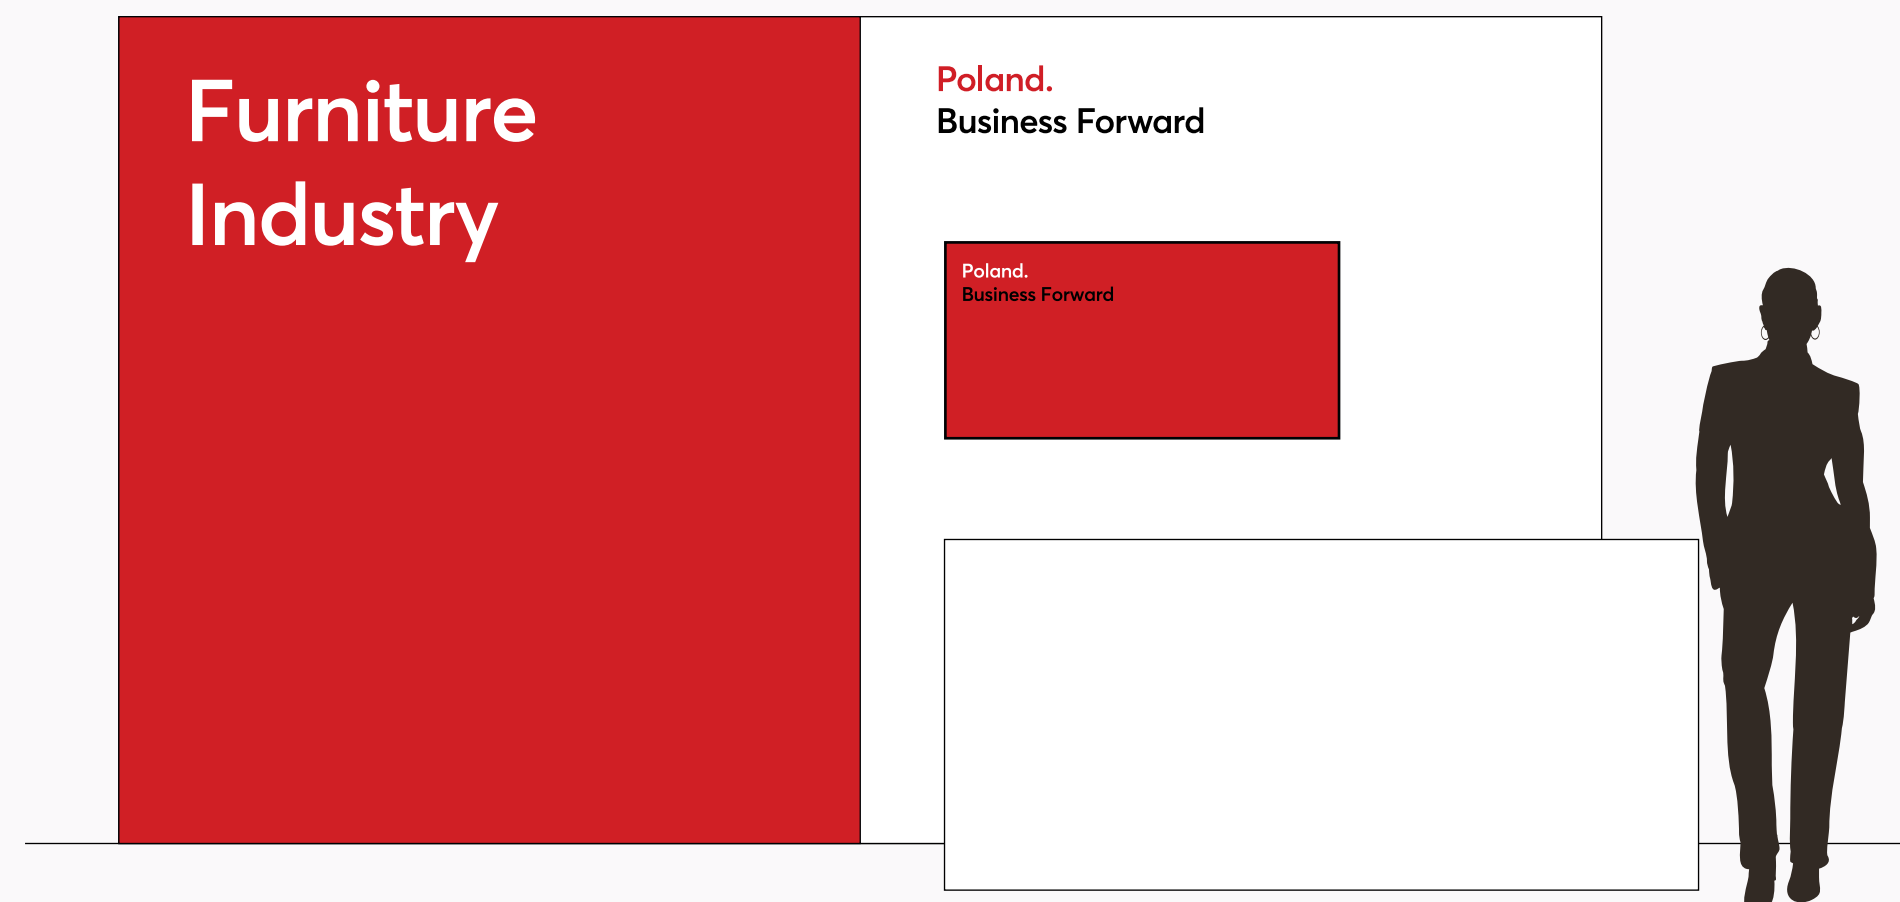 Furniture
Industry
Poland.
Business Forward
Poland.
Business Forward